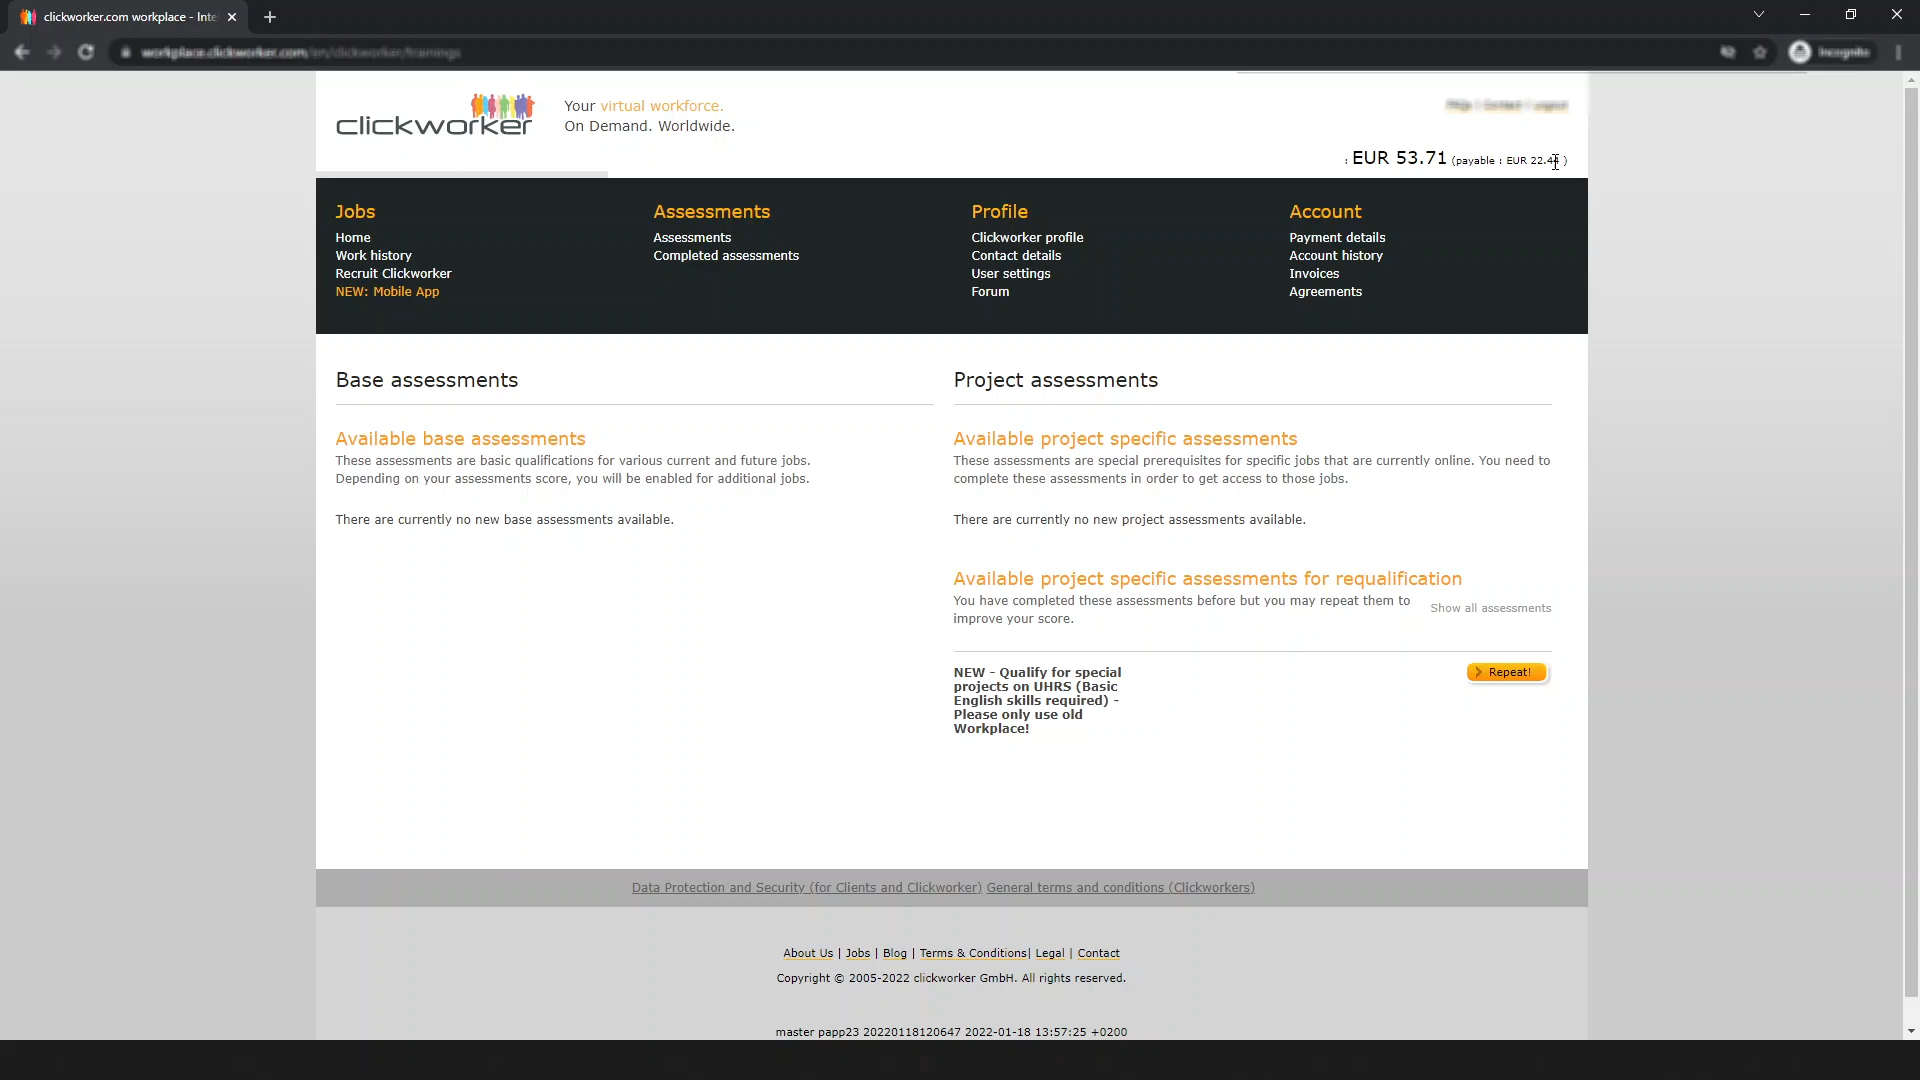 clickworker.com workplace - Inte
clickworker
Your virtual workforce.
On Demand. Worldwide.
: EUR 53.71 (payable : EUR 22.44 )
Jobs
Home
Work history
Recruit Clickworker
NEW: Mobile App
Assessments
Assessments
Completed assessments
Profile
Clickworker profile
Contact details
User settings
Forum
Account
Payment details
Account history
Invoices
Agreements
Base assessments
Available base assessments
These assessments are basic qualifications for various current and future jobs.
Depending on your assessments score, you will be enabled for additional jobs.
There are currently no new base assessments available.
Project assessments
Available project specific assessments
These assessments are special prerequisites for specific jobs that are currently online. You need to
complete these assessments in order to get access to those jobs.
There are currently no new project assessments available.
Available project specific assessments for requalification
You have completed these assessments before but you may repeat them to
improve your score.
Show all assessments
NEW - Qualify for special
projects on UHRS (Basic
English skills required) -
Please only use old
Workplace!
Repeat!
Data Protection and Security (for Clients and Clickworker) General terms and conditions (Clickworkers)
About Us | Jobs | Blog | Terms & Conditions| Legal | Contact
Copyright © 2005-2022 clickworker GmbH. All rights reserved.
master papp23 20220118120647 2022-01-18 13:57:25 +0200